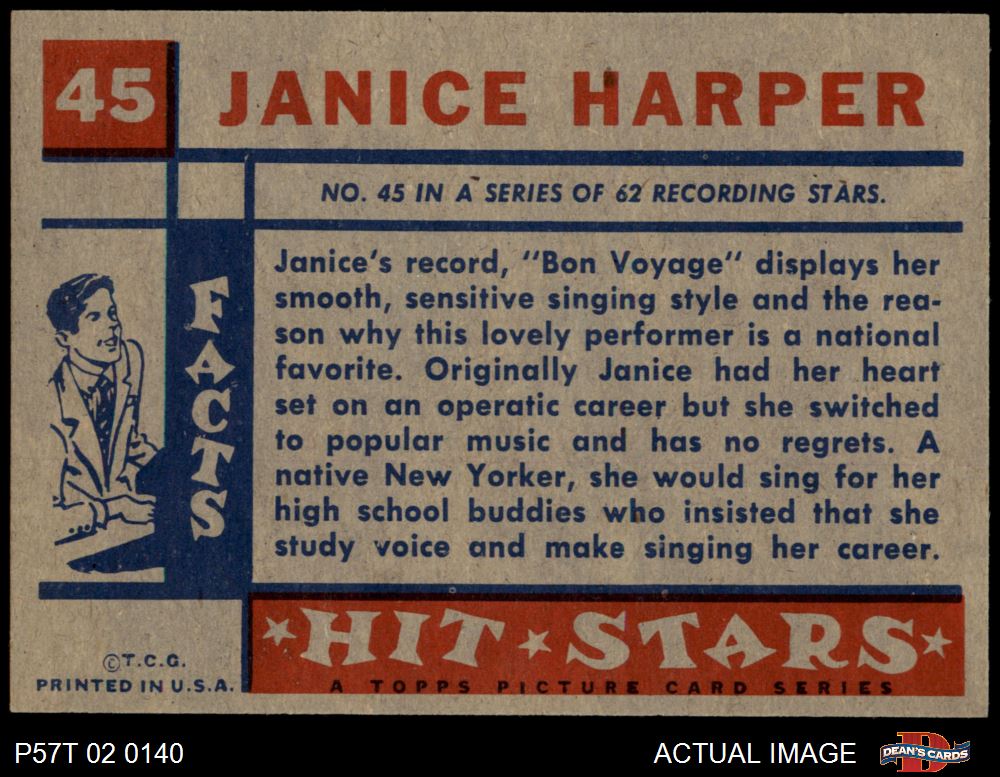 45
JANICE HARPER
NO. 45 IN A SERIES OF 62 RECORDING STARS.
FACTS
Janice's record, "Bon Voyage" displays her
smooth, sensitive singing style and the rea-
son why this lovely performer is a national
favorite. Originally Janice had her heart
set on an operatic career but she switched
to popular music and has no regrets. A
native New Yorker, she would sing for her
high school buddies who insisted that she
study voice and make singing her career.
HIT STARS
A TOPPS PICTURE CARD SERIES
©T.C.G.
PRINTED IN U.S.A.
P57T 02 0140
ACTUAL IMAGE
DEAN'S CARDS